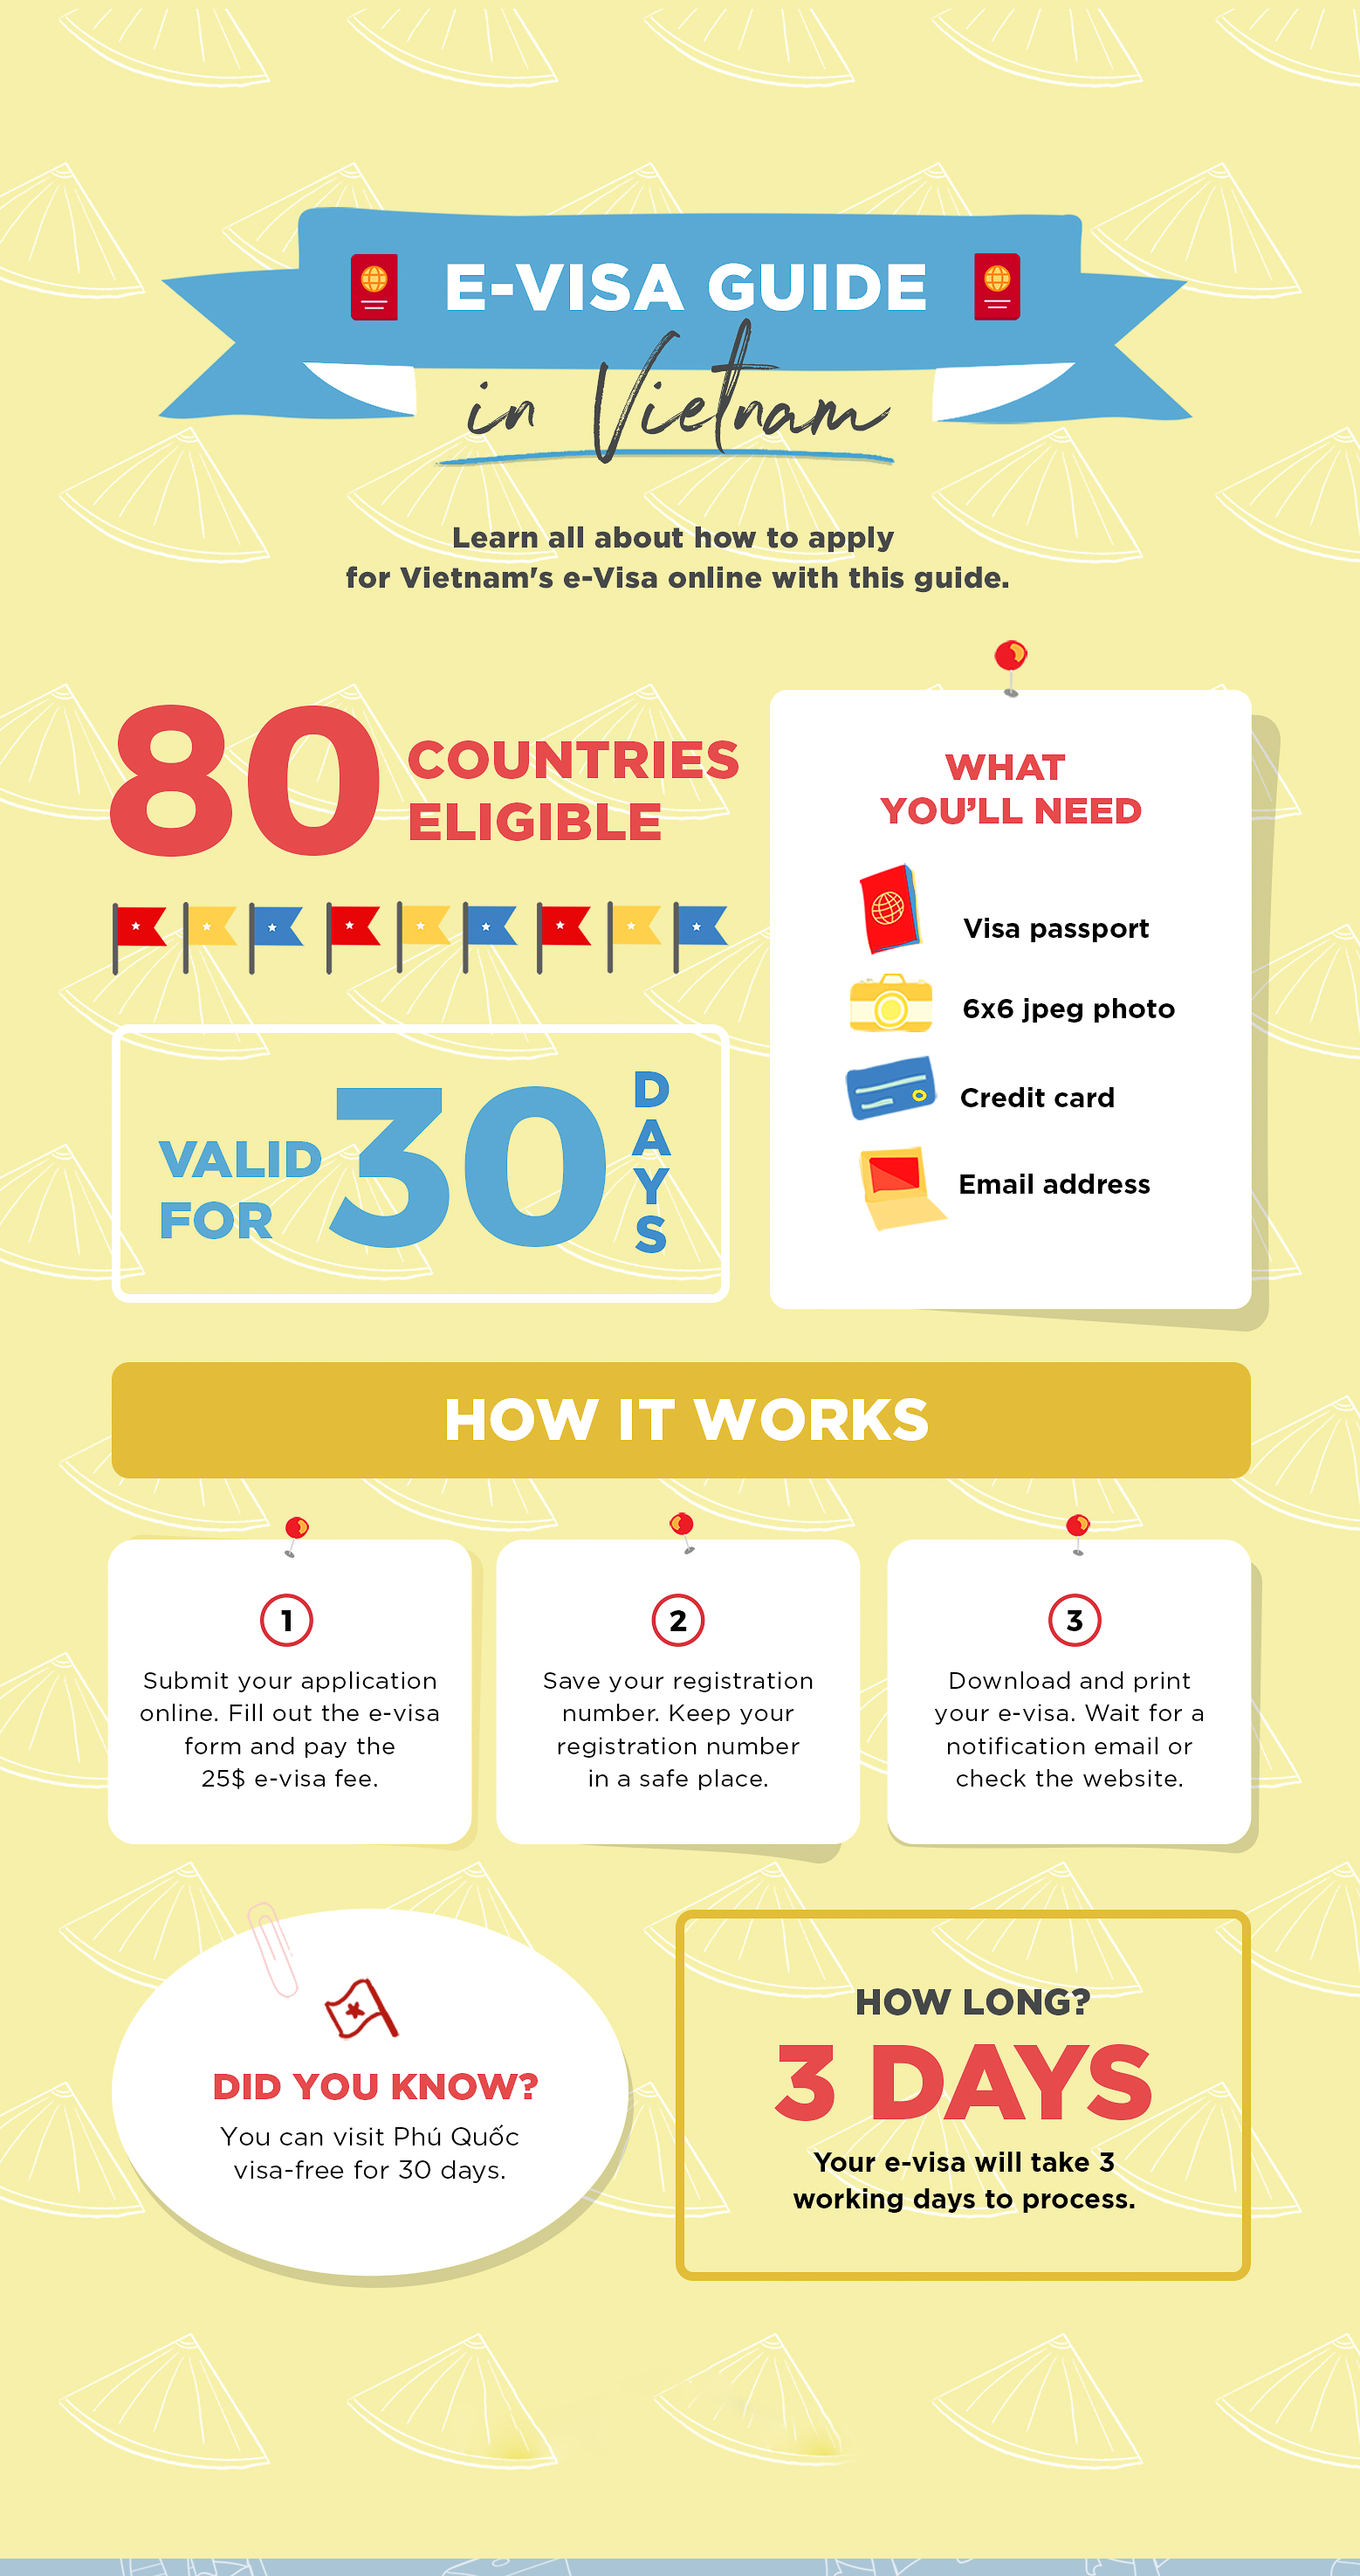 E-VISA GUIDE
in Vietnam
Learn all about how to apply
for Vietnam's e-Visa online with this guide.
80 COUNTRIES
ELIGIBLE
VALID
FOR
30
DAYS
WHAT
YOU'LL NEED
Visa passport
6x6 jpeg photo
Credit card
Email address
HOW IT WORKS
1
Submit your application
online. Fill out the e-visa
form and pay the
25$ e-visa fee.
2
Save your registration
number. Keep your
registration number
in a safe place.
3
Download and print
your e-visa. Wait for a
notification email or
check the website.
DID YOU KNOW?
You can visit Phú Quốc
visa-free for 30 days.
HOW LONG?
3 DAYS
Your e-visa will take 3
working days to process.